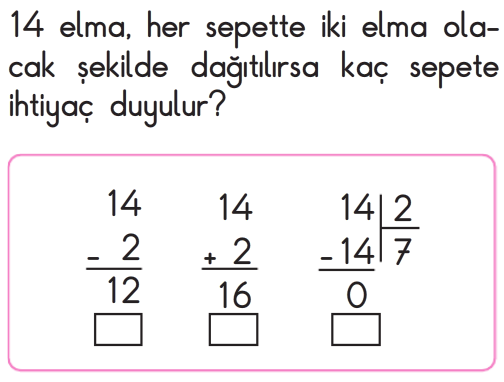 14 elma, her sepette iki elma ola-
cak şekilde dağıtılırsa kaç sepete
ihtiyaç duyulur?
14 14 14 2
- 2 + 2 -14 7
12 16 0